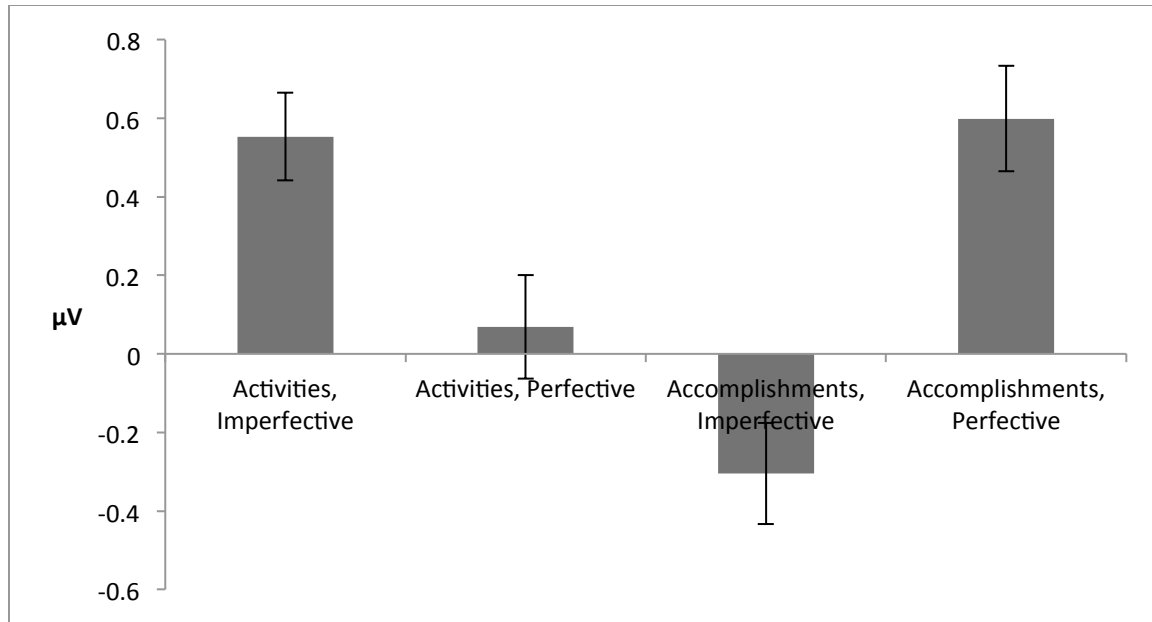 0.8
0.6
0.4
0.2
0
-0.2
-0.4
-0.6
µV
Activities,
Imperfective
Activities, Perfective
Accomplishments,
Imperfective
Accomplishments,
Perfective